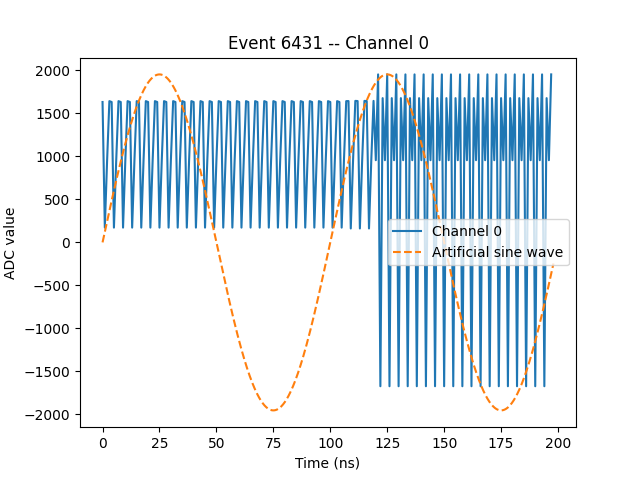 Event 6431 -- Channel 0
ADC value
2000
1500
1000
500
0
−500
−1000
−1500
−2000
Channel 0
Artificial sine wave
0 25 50 75 100 125 150 175 200
Time (ns)